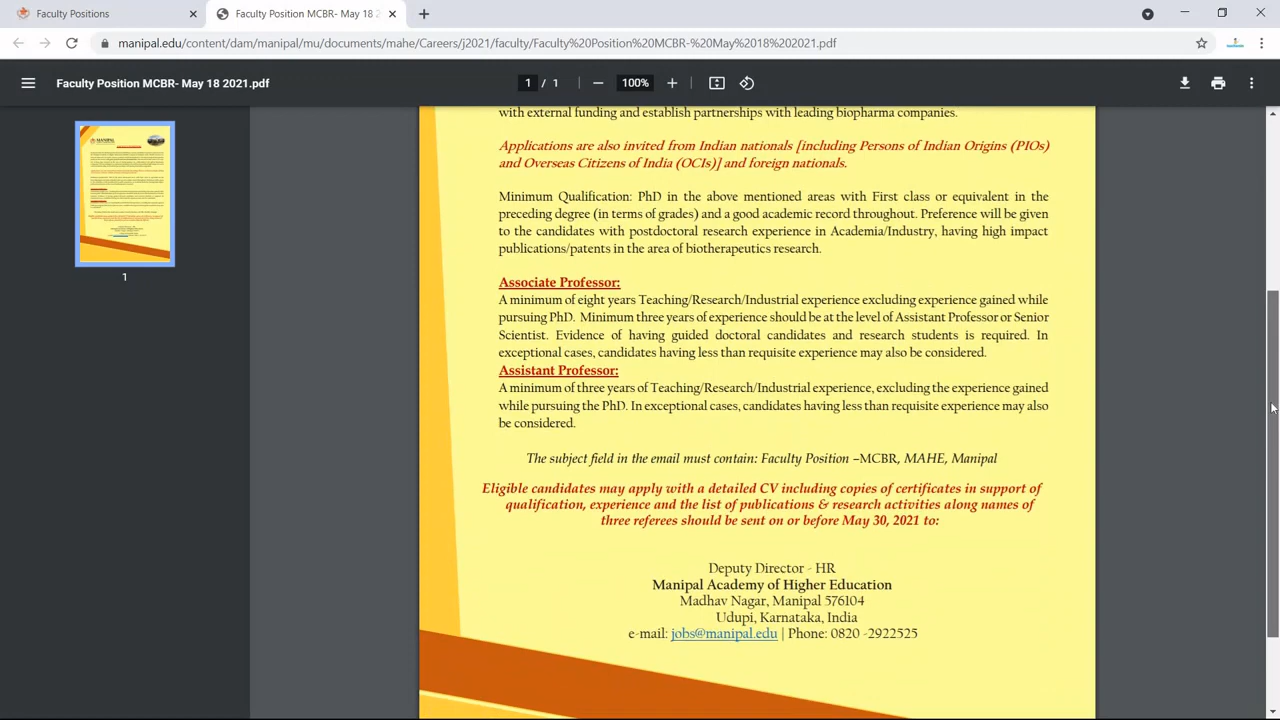 Faculty Positions
Faculty Position MCBR- May 18 2
manipal.edu/content/dam/manipal/mu/documents/mahe/Careers/j2021/faculty/Faculty%20Position%20MCBR-%20May%2018%202021.pdf
Faculty Position MCBR- May 18 2021.pdf
1 / 1
100%
1
with external funding and establish partnerships with leading biopharma companies.
Applications are also invited from Indian nationals [including Persons of Indian Origins (PIOs)
and Overseas Citizens of India (OCIs)] and foreign nationals.
Minimum Qualification: PhD in the above mentioned areas with First class or equivalent in the
preceding degree (in terms of grades) and a good academic record throughout. Preference will be given
to the candidates with postdoctoral research experience in Academia/Industry, having high impact
publications/patents in the area of biotherapeutics research.
Associate Professor:
A minimum of eight years Teaching/Research/Industrial experience excluding experience gained while
pursuing PhD. Minimum three years of experience should be at the level of Assistant Professor or Senior
Scientist. Evidence of having guided doctoral candidates and research students is required. In
exceptional cases, candidates having less than requisite experience may also be considered.
Assistant Professor:
A minimum of three years of Teaching/Research/Industrial experience, excluding the experience gained
while pursuing the PhD. In exceptional cases, candidates having less than requisite experience may also
be considered.
The subject field in the email must contain: Faculty Position –MCBR, MAHE, Manipal
Eligible candidates may apply with a detailed CV including copies of certificates in support of
qualification, experience and the list of publications & research activities along names of
three referees should be sent on or before May 30, 2021 to:
Deputy Director - HR
Manipal Academy of Higher Education
Madhav Nagar, Manipal 576104
Udupi, Karnataka, India
e-mail: jobs@manipal.edu | Phone: 0820 -2922525